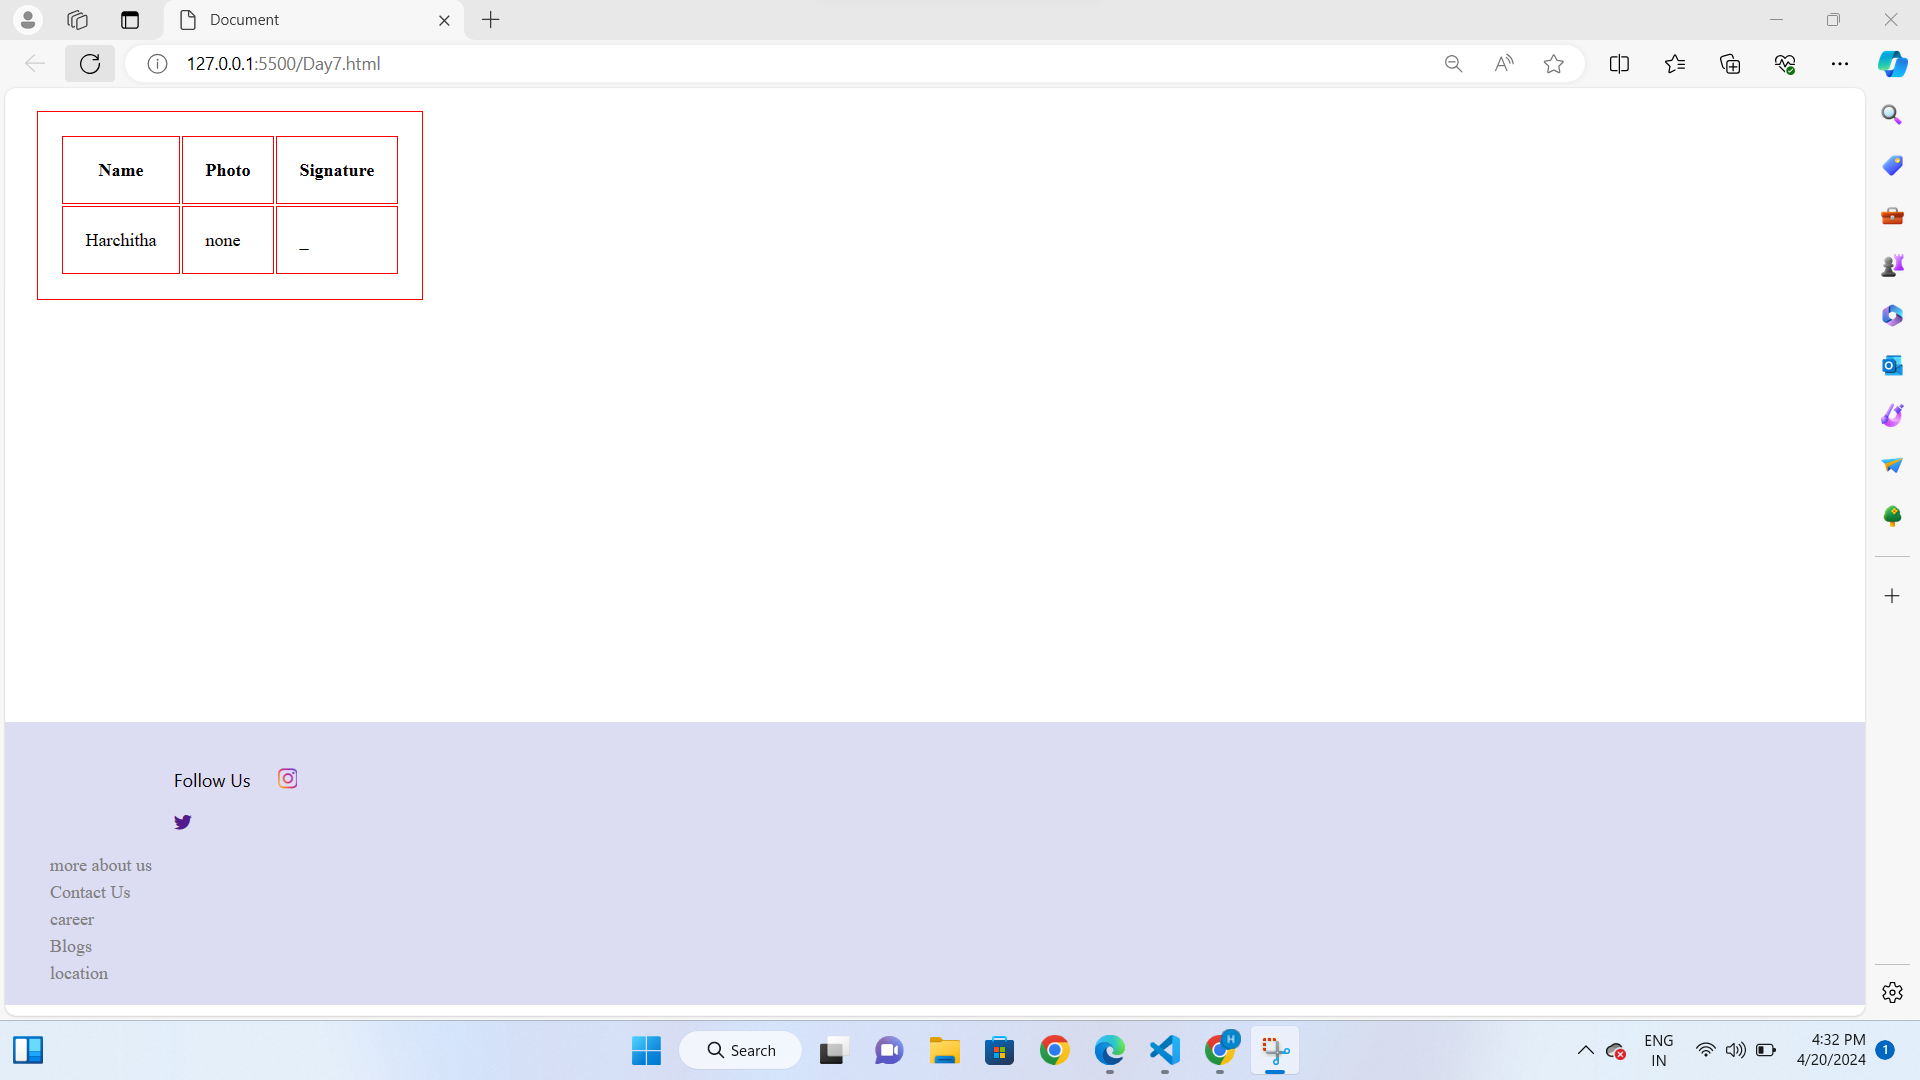 Document
127.0.0.1:5500/Day7.html
Name Photo Signature
Harchitha none _
Follow Us
more about us
Contact Us
career
Blogs
location
Search
H
ENG
IN
4:32 PM
4/20/2024
1